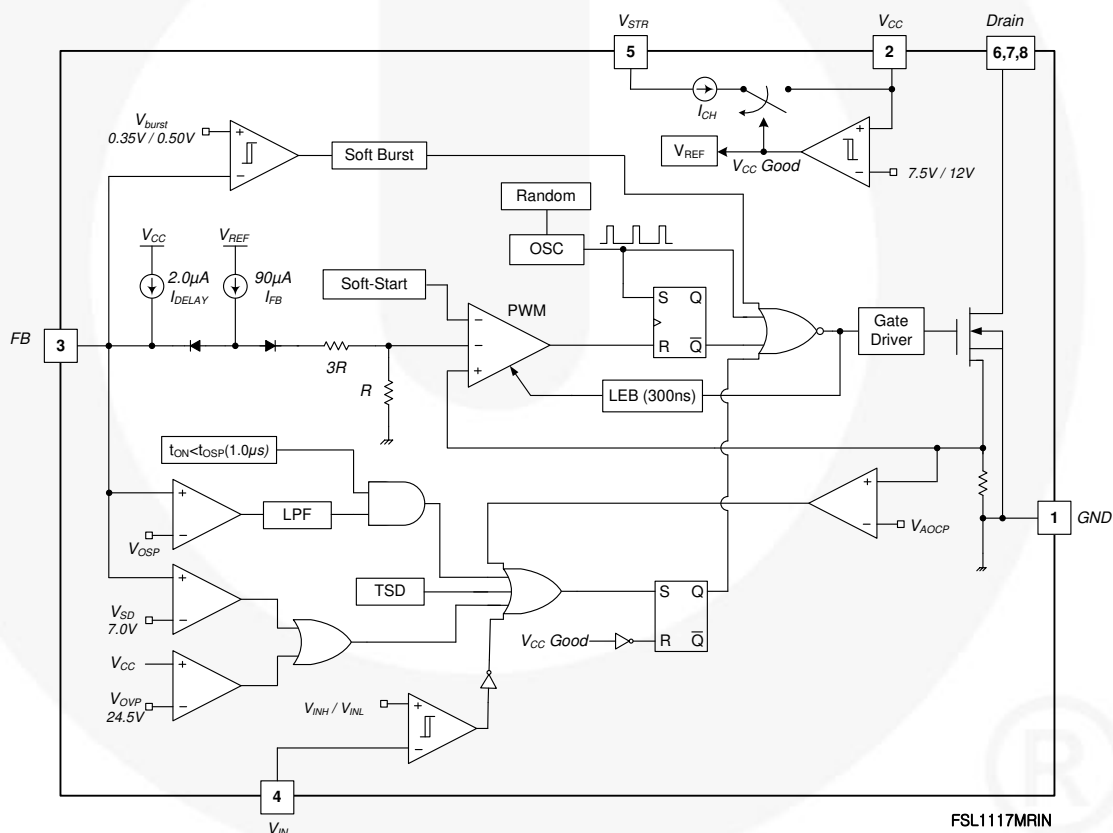 V_STR
V_CC
Drain
5
2
6,7,8
I_CH
V_burst
0.35V / 0.50V
+
−
Soft Burst
V_REF
V_CC Good
+
−
7.5V / 12V
Random
OSC
V_CC
V_REF
2.0µA
I_DELAY
90µA
I_FB
Soft-Start
PWM
S Q
R Q̅
Gate
Driver
FB
3
3R
R
−
−
+
LEB (300ns)
t_ON<t_OSP(1.0µs)
+
−
V_OSP
LPF
+
−
V_AOCP
1
GND
+
−
V_SD
7.0V
TSD
S Q
R Q̅
V_CC Good
V_CC
+
−
V_OVP
24.5V
V_INH / V_INL
+
−
4
V_IN
R
FSL1117MRIN